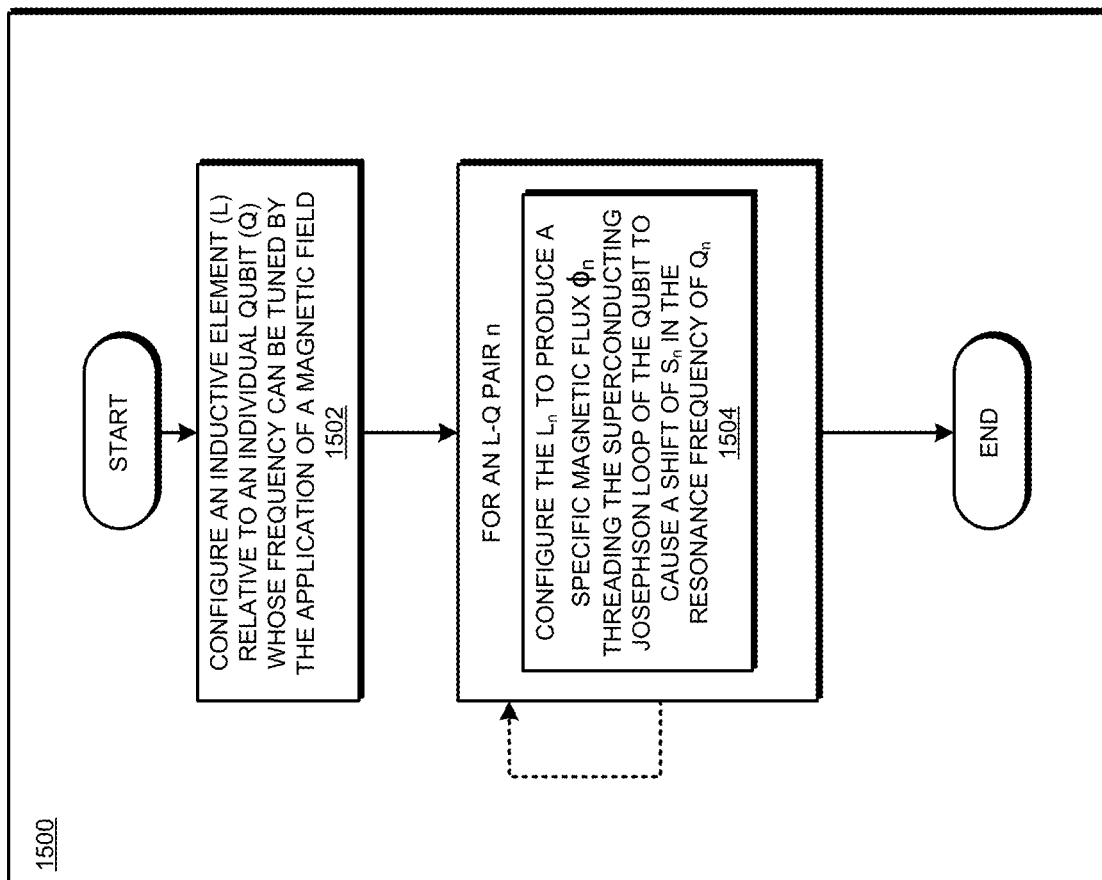 1500
START
CONFIGURE AN INDUCTIVE ELEMENT (L)
RELATIVE TO AN INDIVIDUAL QUBIT (Q)
WHOSE FREQUENCY CAN BE TUNED BY
THE APPLICATION OF A MAGNETIC FIELD
1502
FOR AN L-Q PAIR n
CONFIGURE THE Lₙ TO PRODUCE A
SPECIFIC MAGNETIC FLUX ϕₙ
THREADING THE SUPERCONDUCTING
JOSEPHSON LOOP OF THE QUBIT TO
CAUSE A SHIFT OF Sₙ IN THE
RESONANCE FREQUENCY OF Qₙ
1504
END